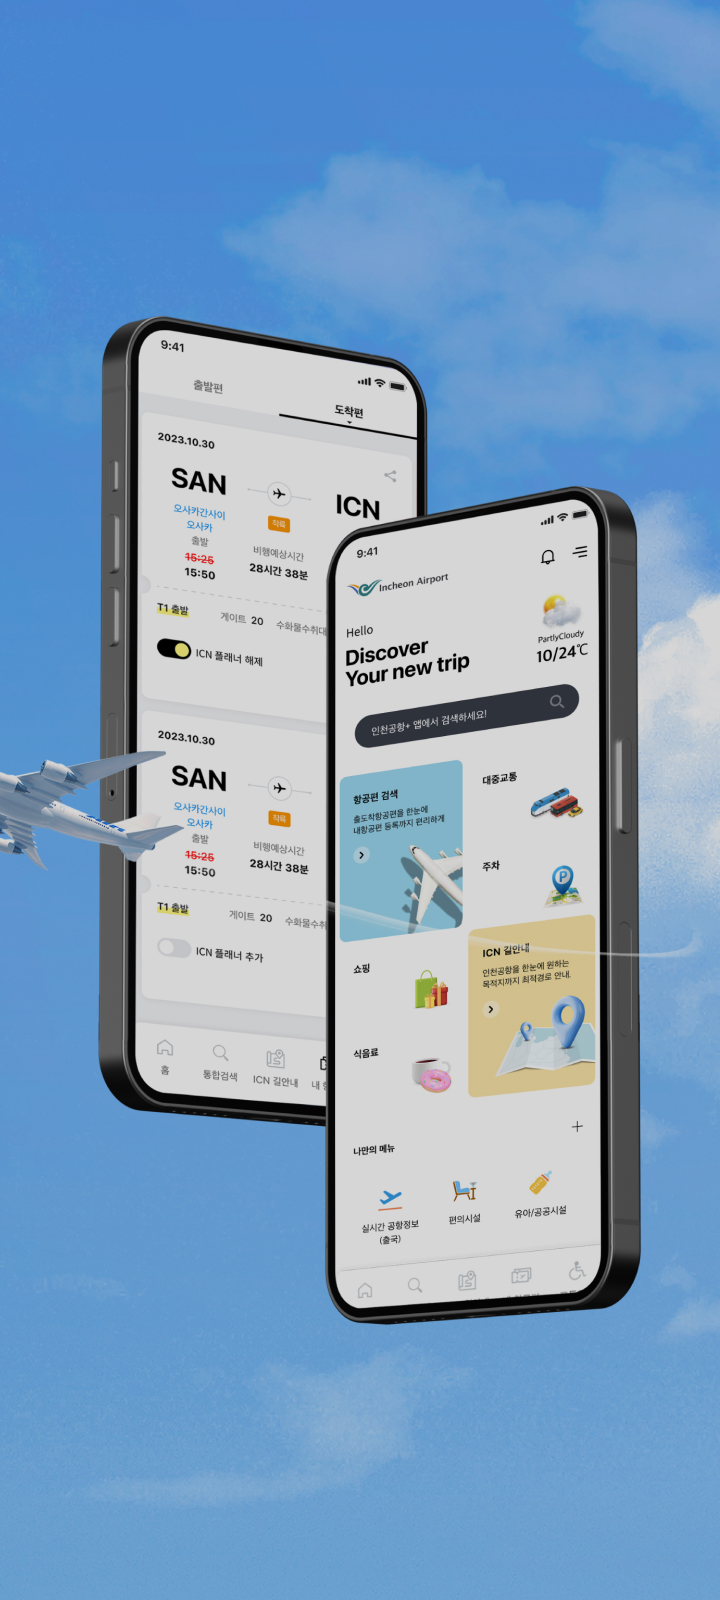 9:41
출발편
도착편
2023.10.30
SAN
ICN
오사카간사이
오사카
직육
출발
비행예상시간
15:25
28시간 38분
15:50
T1 출발
게이트 20
수화물수취대
ICN 플래너 해제
2023.10.30
SAN
오사카간사이
오사카
직육
출발
비행예상시간
15:25
28시간 38분
15:50
T1 출발
게이트 20
ICN 플래너 추가
홈
통합검색
ICN 길안내
내
9:41
Incheon Airport
Hello
Discover
Your new trip
PartlyCloudy
10/24℃
인천공항+ 앱에서 검색하세요!
항공편 검색
출도착항공편을 한눈에
내항공편 등록까지 편리하게
대중교통
주차
P
쇼핑
ICN 길안내
인천공항을 한눈에 원하는
목적지까지 최적경로 안내.
식음료
나만의 메뉴
실시간 공항정보
(출국)
편의시설
유아/공공시설